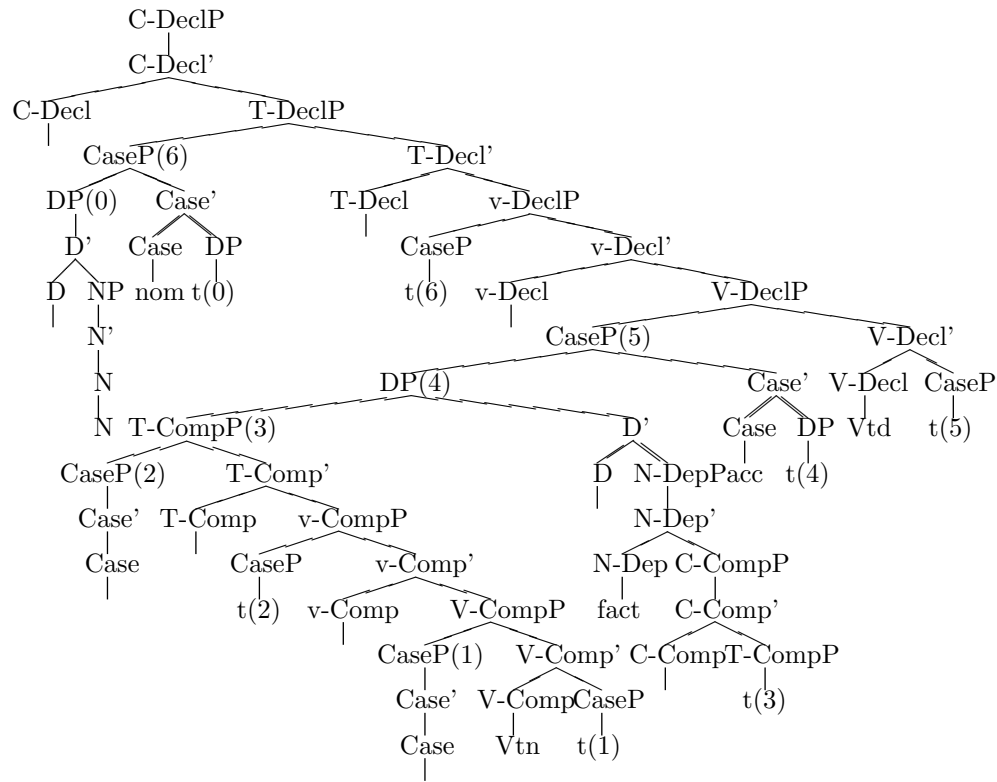 C-DeclP
C-Decl'
C-Decl T-DeclP
CaseP(6) T-Decl'
DP(0) Case' T-Decl v-DeclP
D' Case DP CaseP v-Decl'
D NP nom t(0) t(6) v-Decl V-DeclP
N' CaseP(5) V-Decl'
N DP(4) Case' V-Decl CaseP
N T-CompP(3) D' Case DP Vtd t(5)
CaseP(2) T-Comp' D N-DepP acc t(4)
Case' T-Comp v-CompP N-Dep'
Case CaseP v-Comp' N-Dep C-CompP
t(2) v-Comp V-CompP fact C-Comp'
CaseP(1) V-Comp' C-Comp T-CompP
Case' V-Comp CaseP t(3)
Case Vtn t(1)